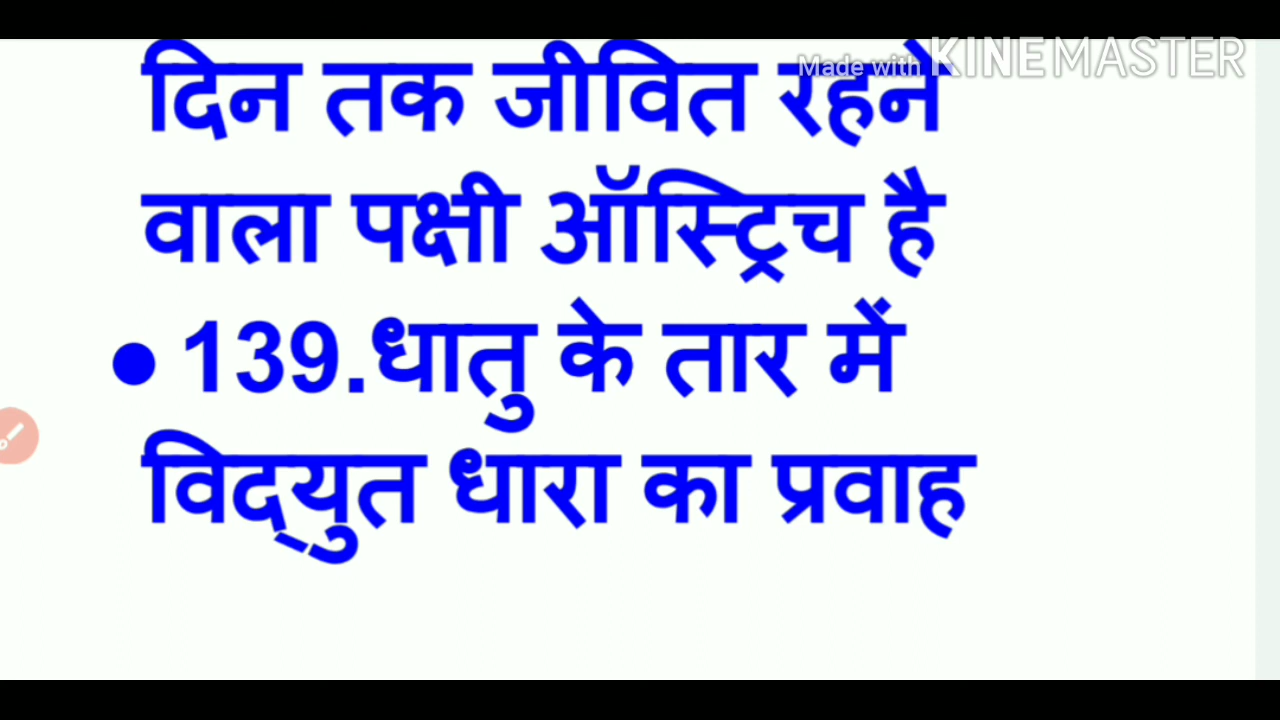 Made with KINEMASTER
दिन तक जीवित रहने
वाला पक्षी ऑस्ट्रिच है
• 139.धातु के तार में
विद्‌युत धारा का प्रवाह